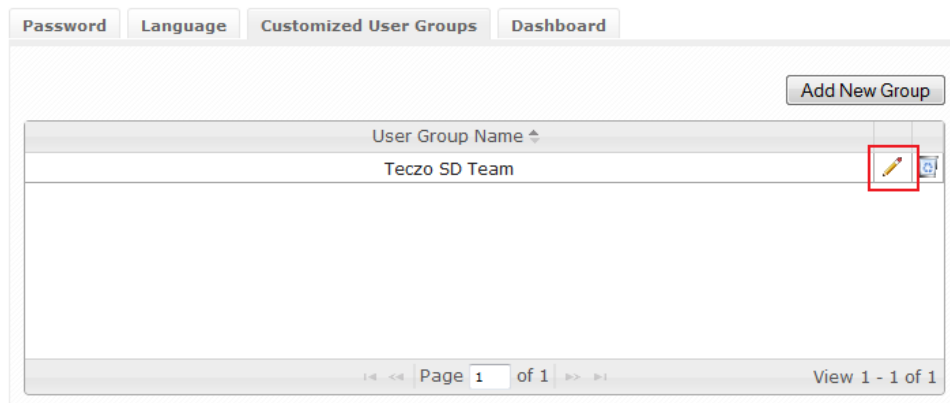 Password Language Customized User Groups Dashboard
Add New Group
User Group Name
Teczo SD Team
Page 1 of 1 View 1 - 1 of 1